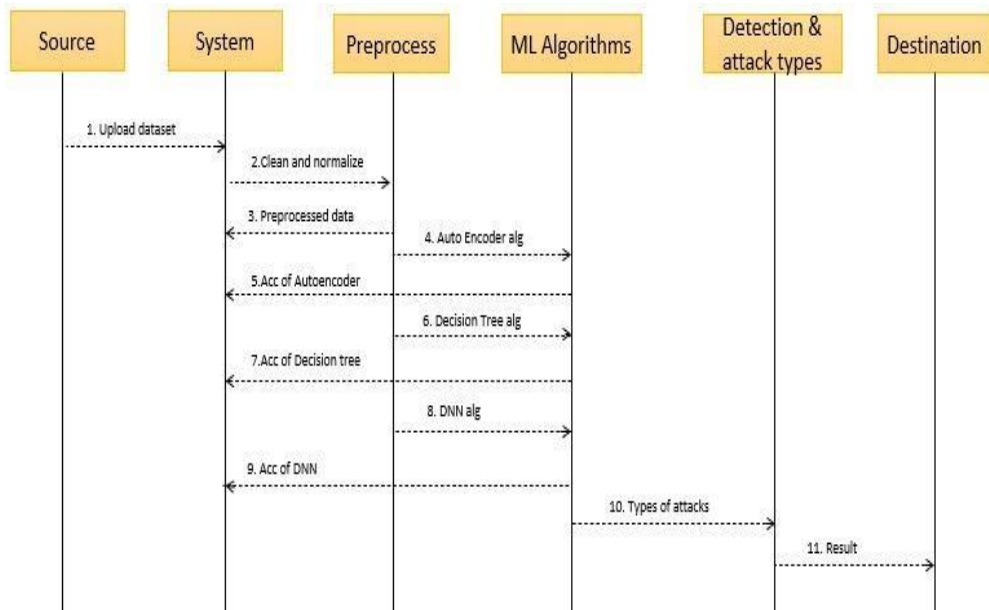 Source
System
Preprocess
ML Algorithms
Detection &
attack types
Destination
1. Upload dataset
2.Clean and normalize
3. Preprocessed data
4. Auto Encoder alg
5.Acc of Autoencoder
6. Decision Tree alg
7.Acc of Decision tree
8. DNN alg
9. Acc of DNN
10. Types of attacks
11. Result